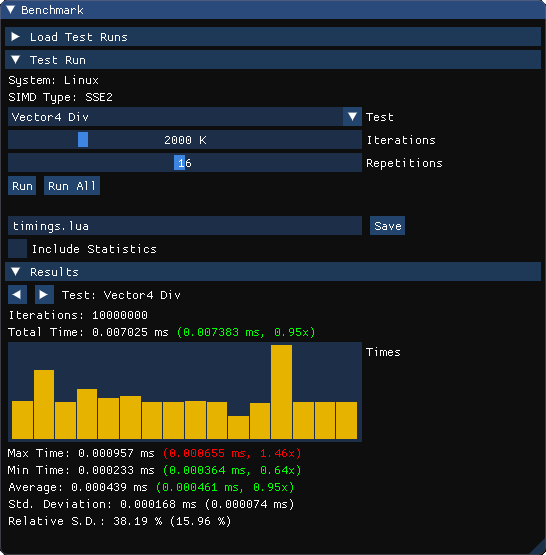 Benchmark
Load Test Runs
Test Run
System: Linux
SIMD Type: SSE2
Vector4 Div Test
2000 K Iterations
16 Repetitions
Run Run All
timings.lua Save
Include Statistics
Results
Test: Vector4 Div
Iterations: 10000000
Total Time: 0.007025 ms (0.007383 ms, 0.95x)
Times
Max Time: 0.000957 ms (0.000655 ms, 1.46x)
Min Time: 0.000233 ms (0.000364 ms, 0.64x)
Average: 0.000439 ms (0.000461 ms, 0.95x)
Std. Deviation: 0.000168 ms (0.000074 ms)
Relative S.D.: 38.19 % (15.96 %)